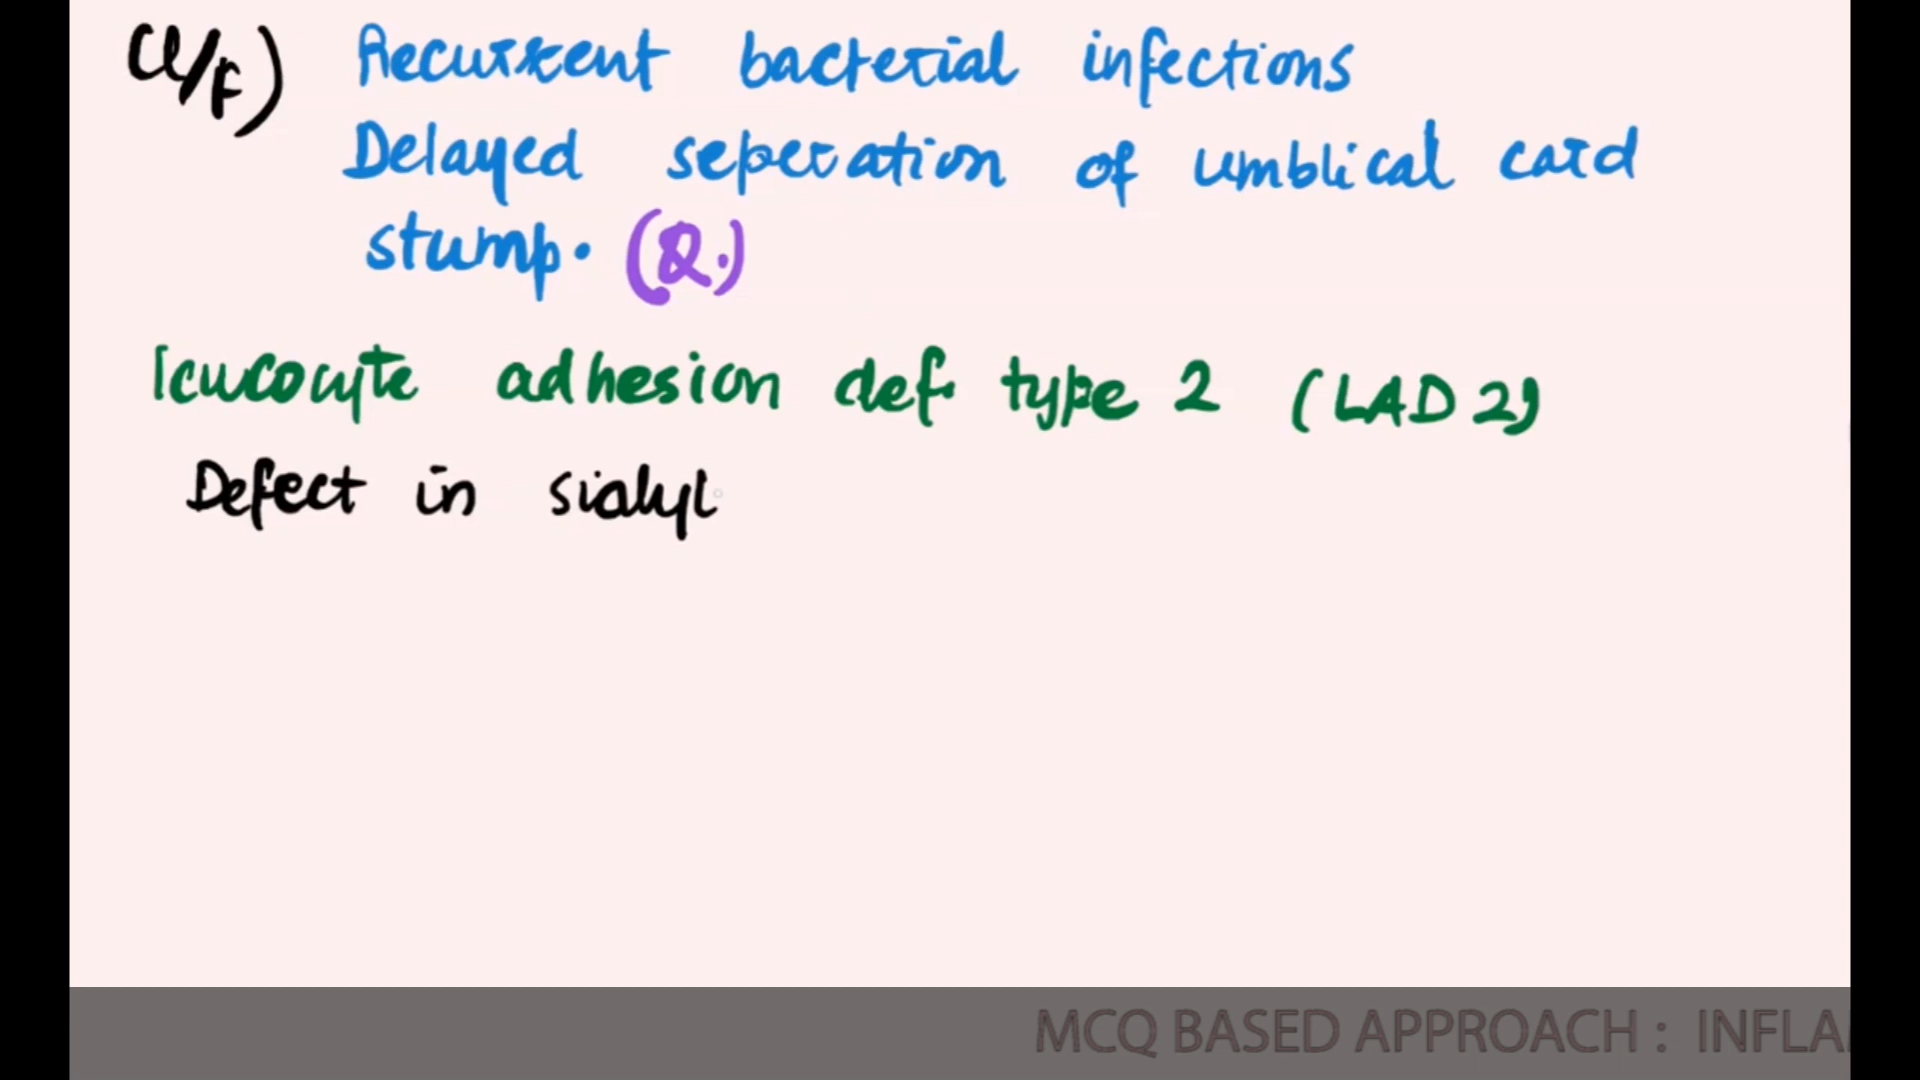 Cl/F) Recurrent bacterial infections
Delayed seperation of umblical card
stump. (Q.)
leucocyte adhesion def. type 2 (LAD 2)
Defect in sialyl
MCQ BASED APPROACH : INFLA